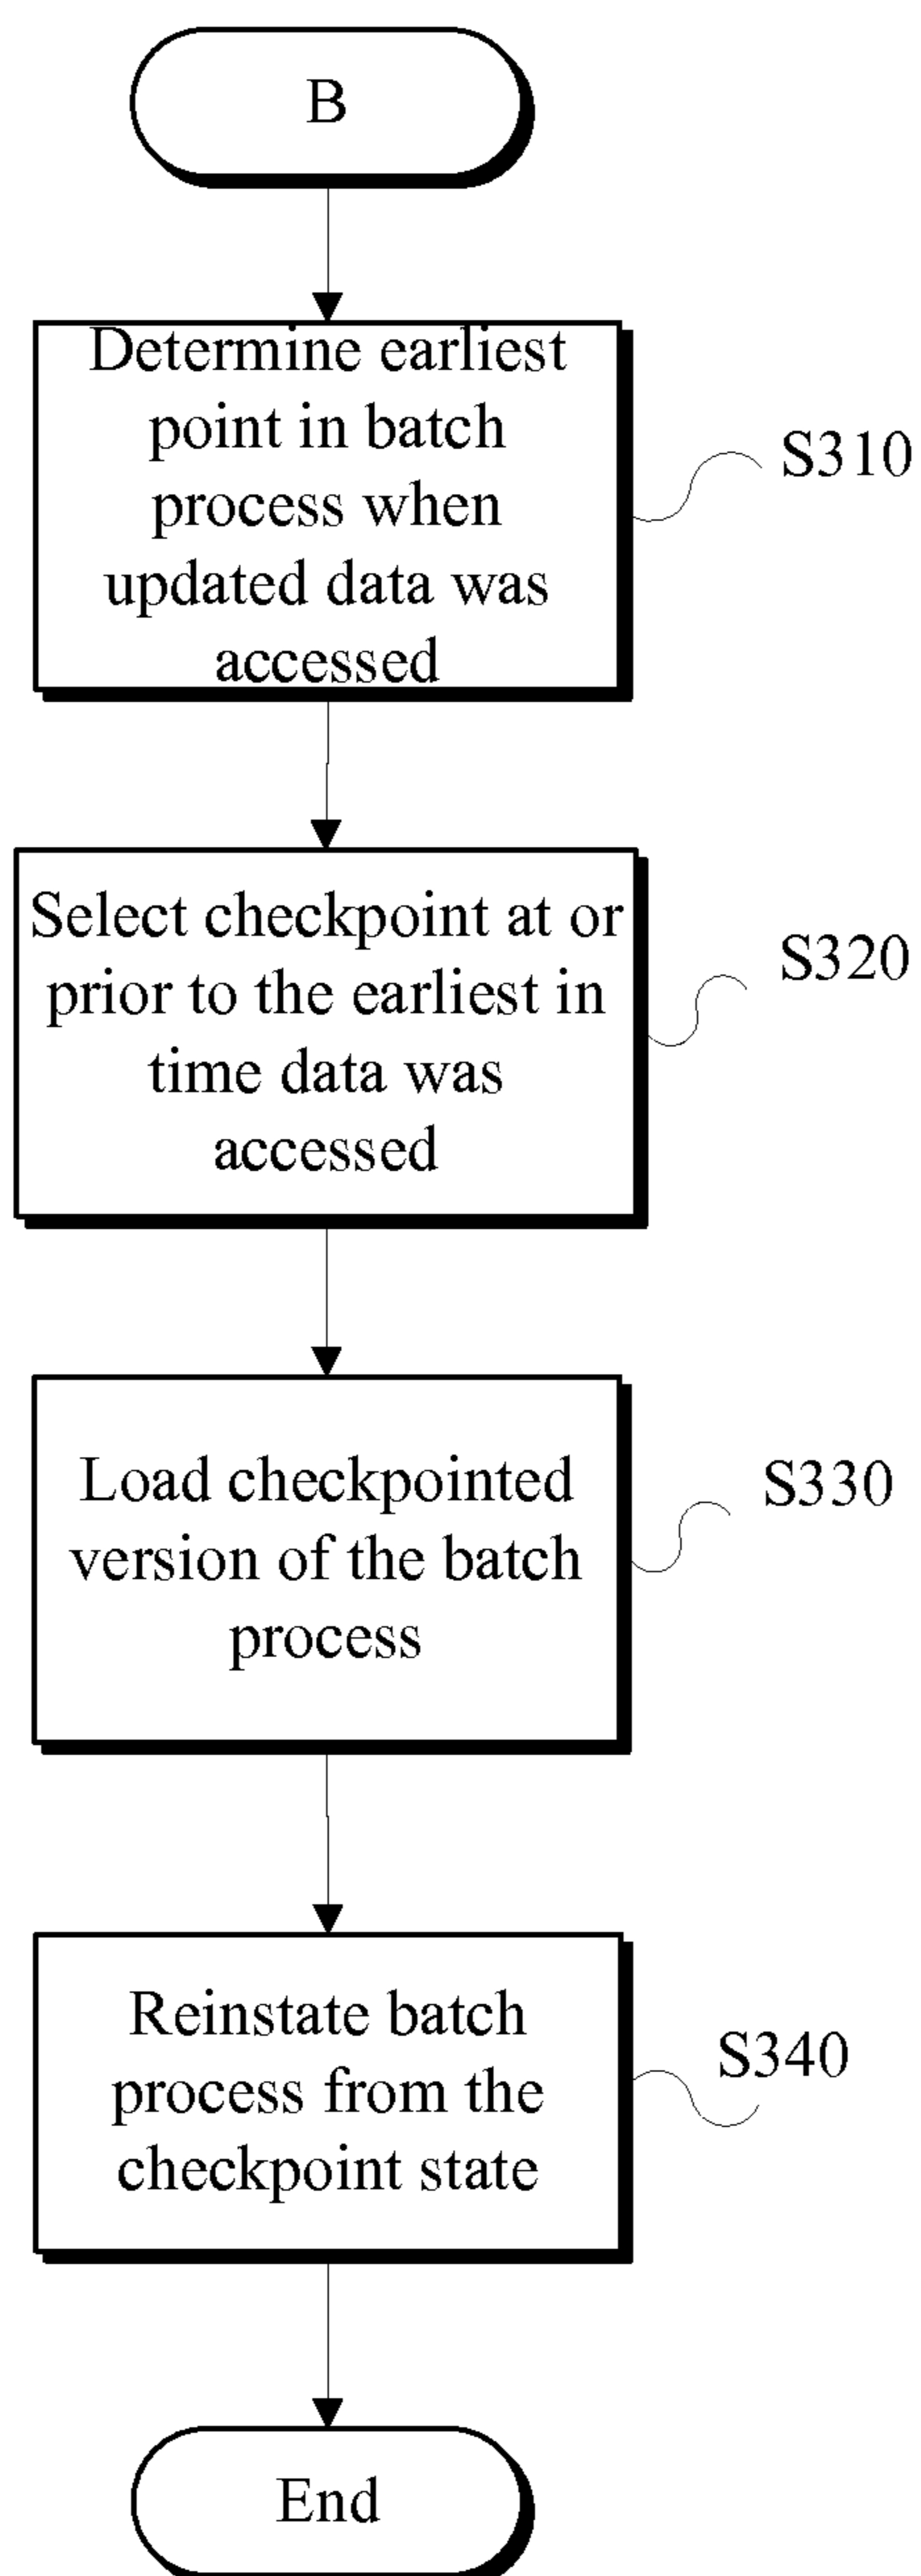 B
Determine earliest
point in batch
process when
updated data was
accessed
S310
Select checkpoint at or
prior to the earliest in
time data was
accessed
S320
Load checkpointed
version of the batch
process
S330
Reinstate batch
process from the
checkpoint state
S340
End